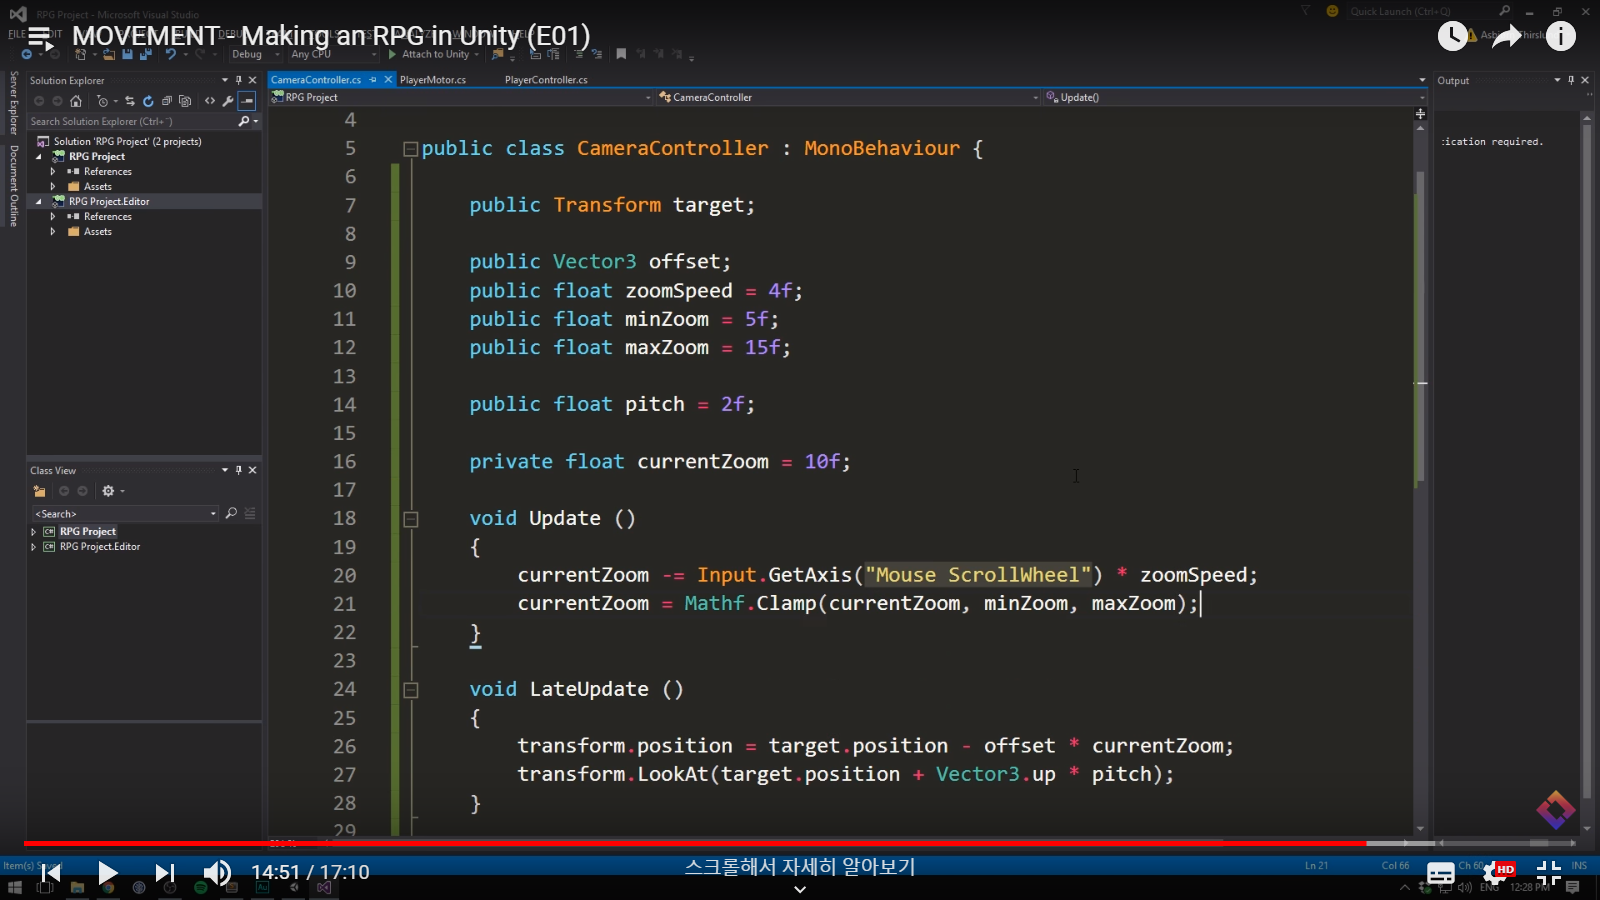 RPG Project - Microsoft Visual Studio
Quick Launch (Ctrl+Q)
MOVEMENT - Making an RPG in Unity (E01)
FILE
Debug
Any CPU
Attach to Unity
Server Explorer
Document Outline
Solution Explorer
Search Solution Explorer (Ctrl+¨)
Solution 'RPG Project' (2 projects)
RPG Project
References
Assets
RPG Project.Editor
References
Assets
Class View
<Search>
RPG Project
RPG Project.Editor
CameraController.cs
PlayerMotor.cs
PlayerController.cs
RPG Project
CameraController
Update()
4
5 public class CameraController : MonoBehaviour {
6
7 public Transform target;
8
9 public Vector3 offset;
10 public float zoomSpeed = 4f;
11 public float minZoom = 5f;
12 public float maxZoom = 15f;
13
14 public float pitch = 2f;
15
16 private float currentZoom = 10f;
17
18 void Update ()
19 {
20 currentZoom -= Input.GetAxis("Mouse ScrollWheel") * zoomSpeed;
21 currentZoom = Mathf.Clamp(currentZoom, minZoom, maxZoom);
22 }
23
24 void LateUpdate ()
25 {
26 transform.position = target.position - offset * currentZoom;
27 transform.LookAt(target.position + Vector3.up * pitch);
28 }
29
Output
ication required.
14:51 / 17:10
스크롤해서 자세히 알아보기
Ln 21
Col 66
Ch 60
INS
HD
ENG
12:28 PM